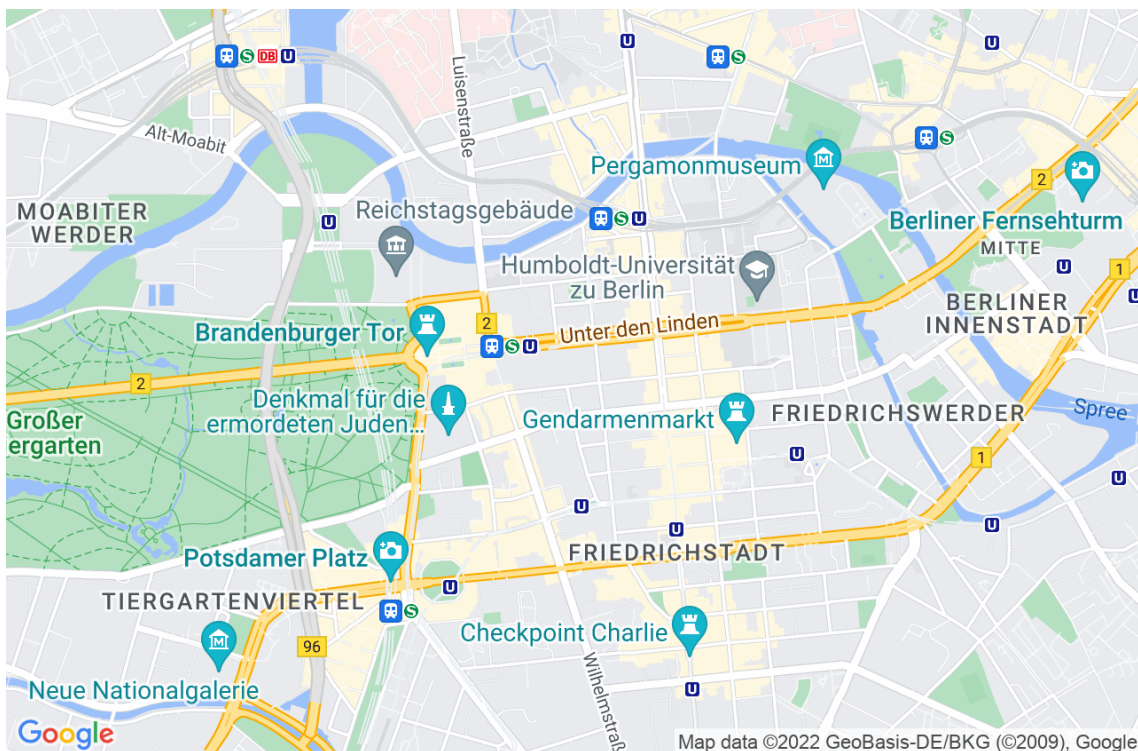 U
U
S DB U
S
Luisenstraße
Alt-Moabit
S
Pergamonmuseum
M
2
MOABITER
WERDER
U
Reichstagsgebäude
S U
Berliner Fernsehturm
MITTE
Humboldt-Universität
zu Berlin
U
1
U
U
BERLINER
INNENSTADT
Brandenburger Tor
2
Unter den Linden
S U
2
Denkmal für die
ermordeten Juden...
Gendarmenmarkt
FRIEDRICHSWERDER
Spree
Großer
ergarten
U
1
U
U
U
U
Potsdamer Platz
FRIEDRICHSTADT
U
TIERGARTENVIERTEL
S
M
96
Checkpoint Charlie
Wilhelmstraß
Neue Nationalgalerie
U
Google
Map data ©2022 GeoBasis-DE/BKG (©2009), Google